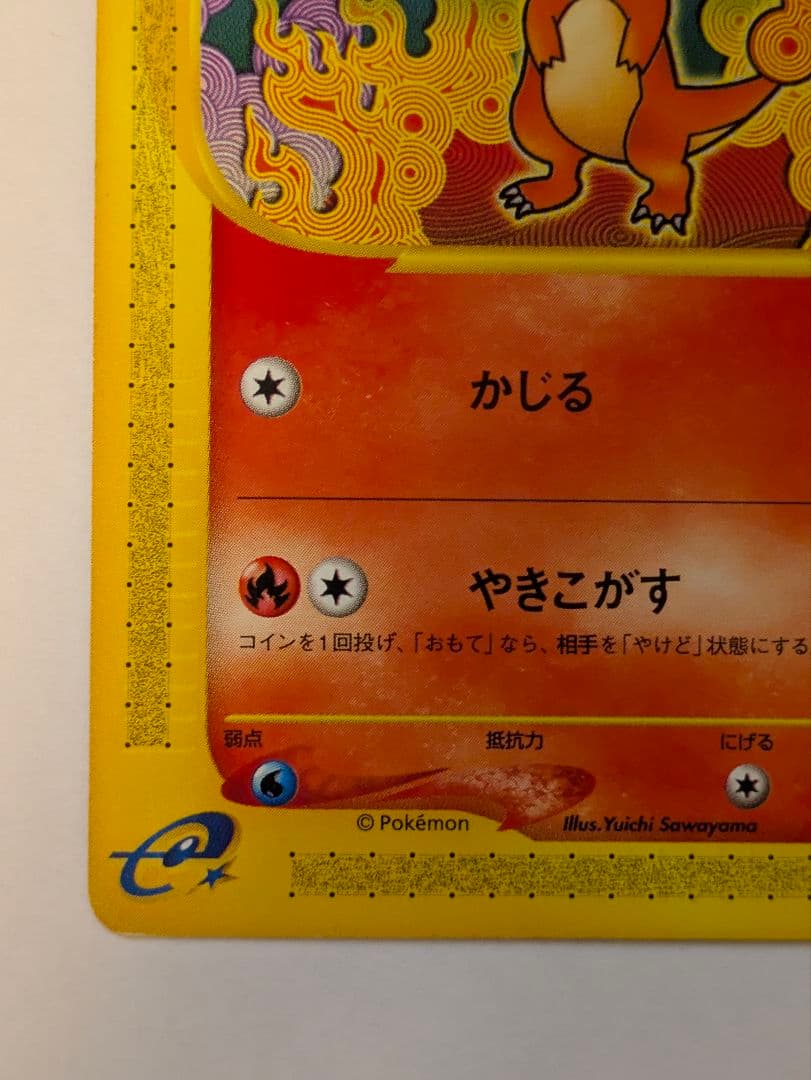 かじる
やきこがす
コインを1回投げ、「おもて」なら、相手を「やけど」状態にする
弱点 抵抗力 にげる
© Pokémon Illus.Yuichi Sawayama
e